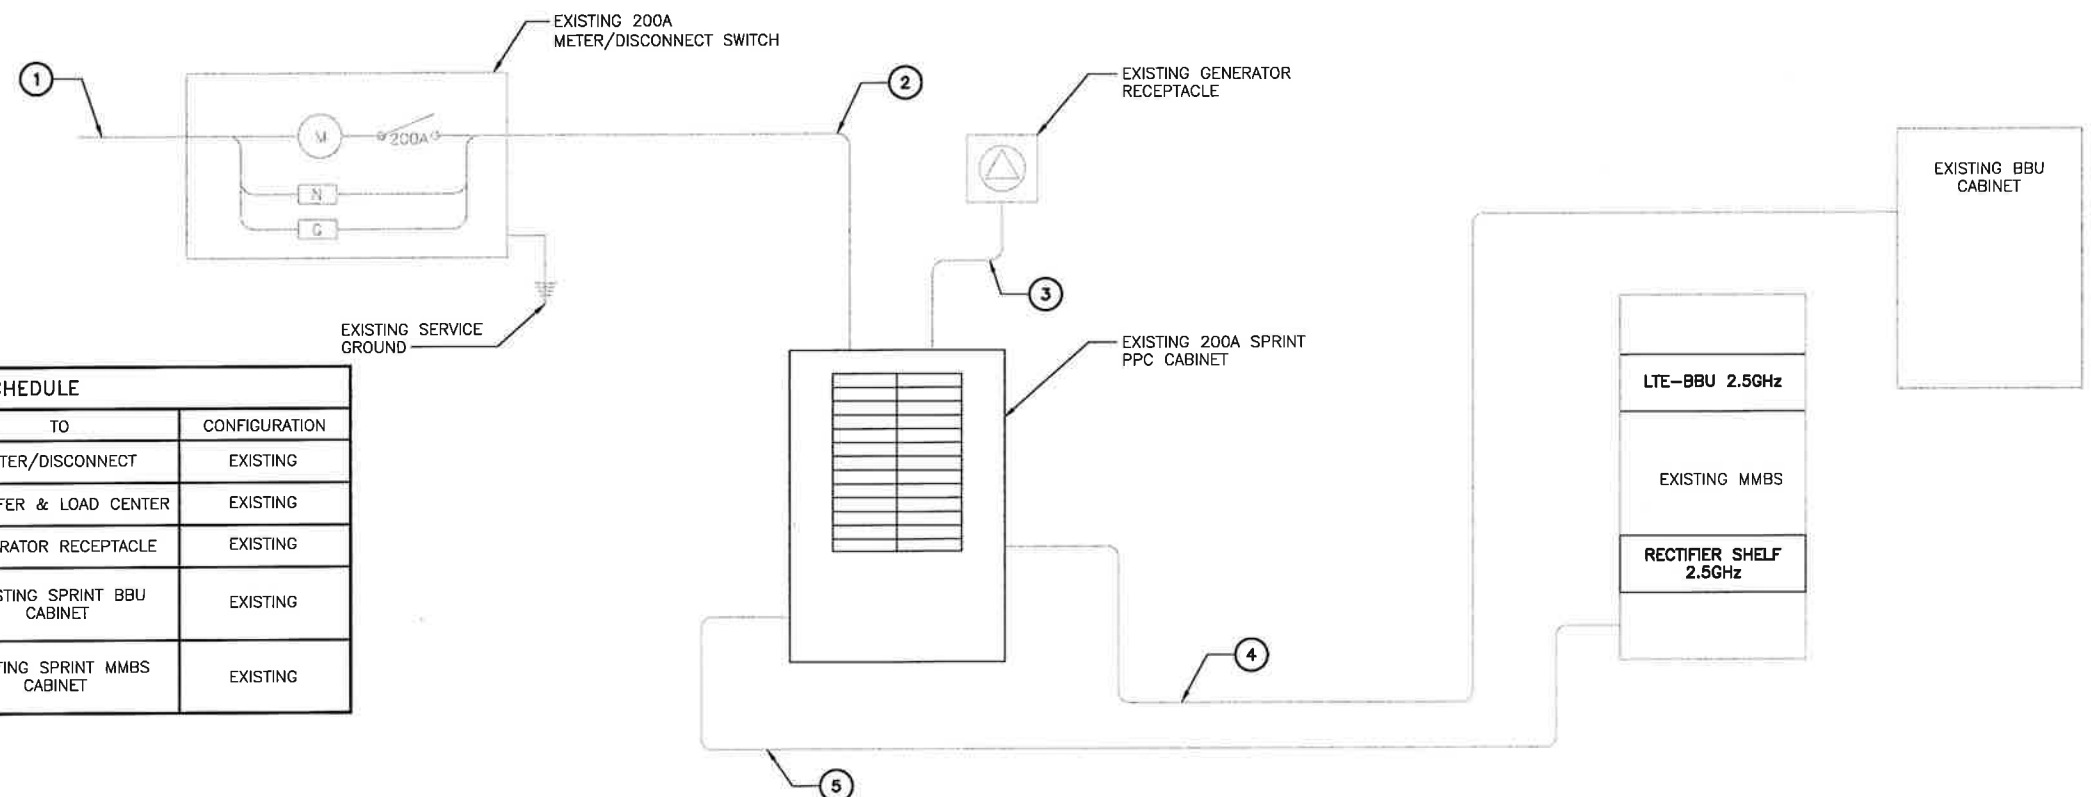 EXISTING 200A
METER/DISCONNECT SWITCH
1
2
EXISTING GENERATOR
RECEPTACLE
M
200A
N
G
EXISTING BBU
CABINET
3
EXISTING SERVICE
GROUND
EXISTING 200A SPRINT
PPC CABINET
LTE-BBU 2.5GHz
EXISTING MMBS
RECTIFIER SHELF
2.5GHz
4
5
CHEDULE
TO
CONFIGURATION
TER/DISCONNECT
EXISTING
FER & LOAD CENTER
EXISTING
RATOR RECEPTACLE
EXISTING
STING SPRINT BBU
CABINET
EXISTING
TING SPRINT MMBS
CABINET
EXISTING